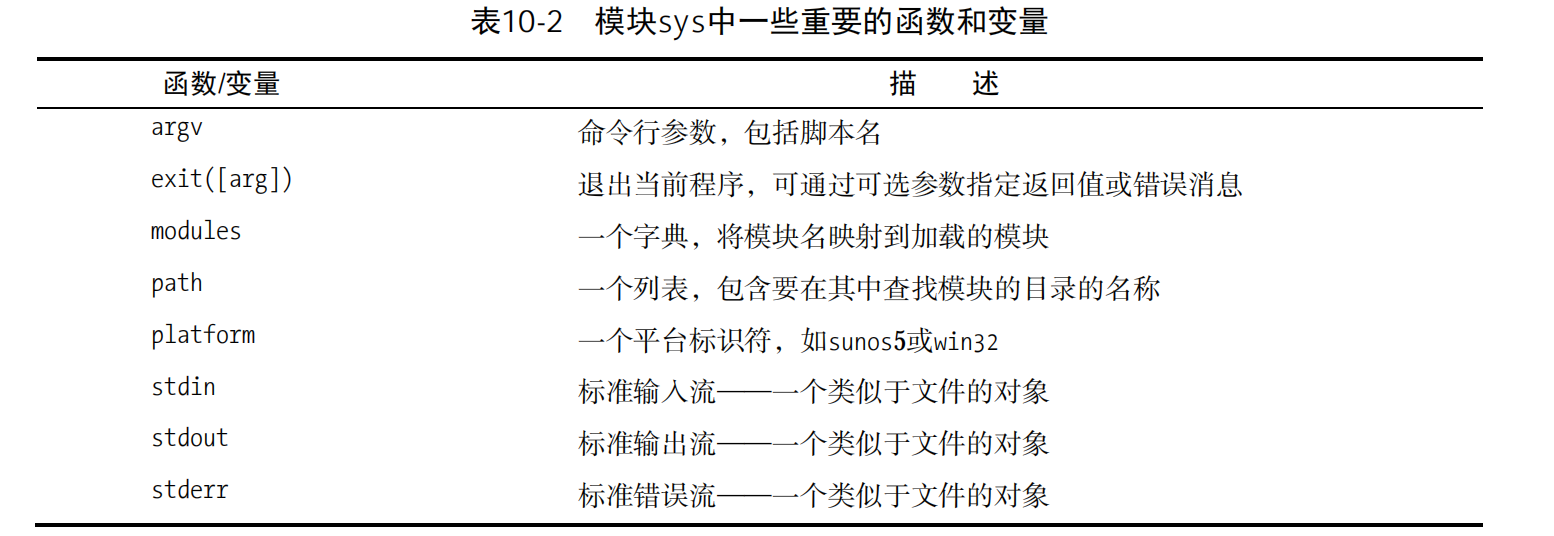 表10-2 模块sys中一些重要的函数和变量
函数/变量 描 述
argv 命令行参数，包括脚本名
exit([arg]) 退出当前程序，可通过可选参数指定返回值或错误消息
modules 一个字典，将模块名映射到加载的模块
path 一个列表，包含要在其中查找模块的目录的名称
platform 一个平台标识符，如sunos5或win32
stdin 标准输入流——一个类似于文件的对象
stdout 标准输出流——一个类似于文件的对象
stderr 标准错误流——一个类似于文件的对象